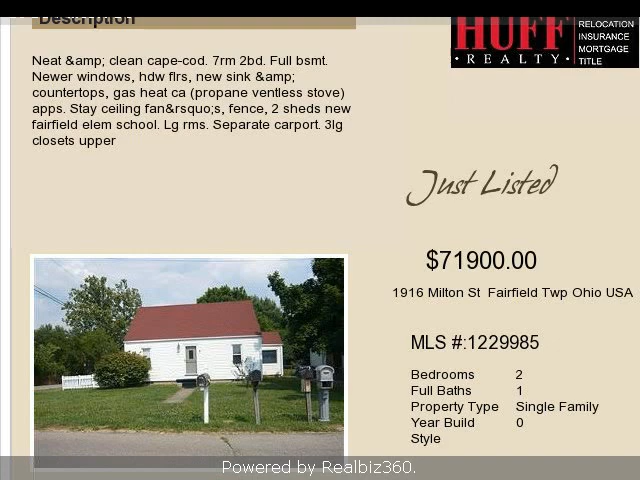 Description
Neat &amp; clean cape-cod. 7rm 2bd. Full bsmt.
Newer windows, hdw flrs, new sink &amp;
countertops, gas heat ca (propane ventless stove)
apps. Stay ceiling fan&rsquo;s, fence, 2 sheds new
fairfield elem school. Lg rms. Separate carport. 3lg
closets upper
HUFF
·REALTY·
RELOCATION
INSURANCE
MORTGAGE
TITLE
Just Listed
$71900.00
1916 Milton St  Fairfield Twp Ohio USA
MLS #:1229985
Bedrooms 2
Full Baths 1
Property Type Single Family
Year Build 0
Style
Powered by Realbiz360.